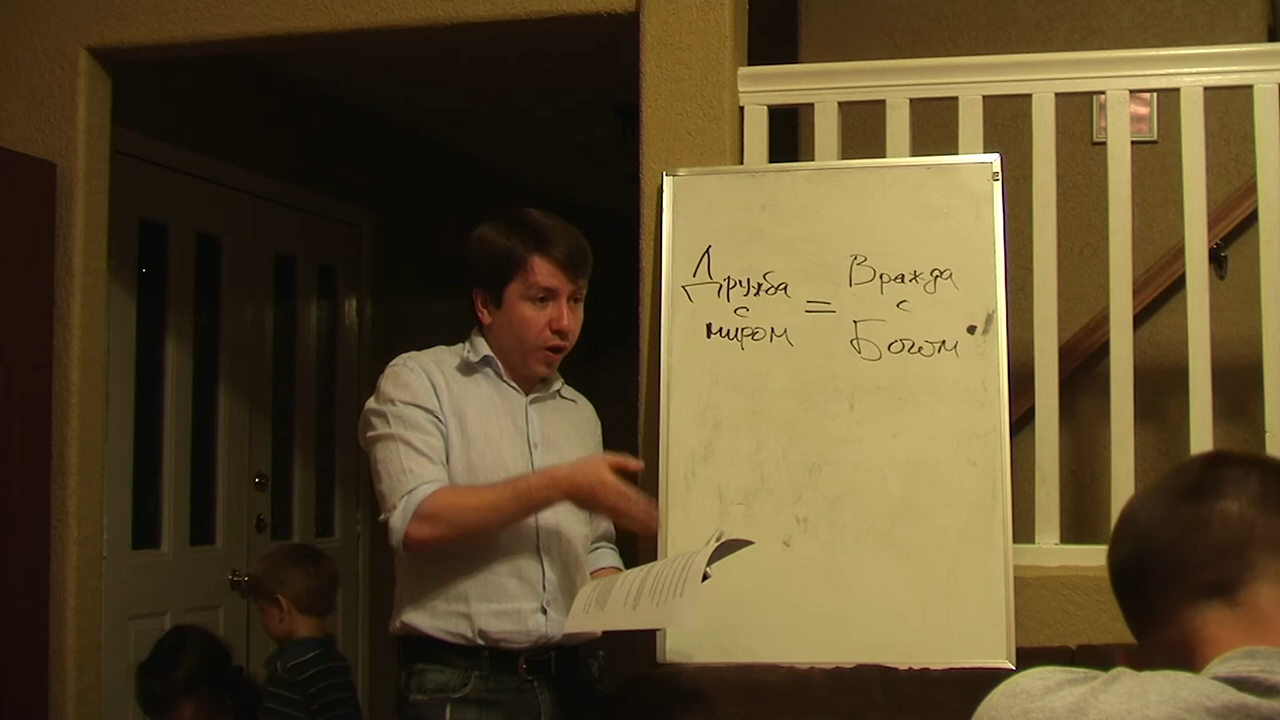 Дружба
с
миром
=
Вражда
с
Богом